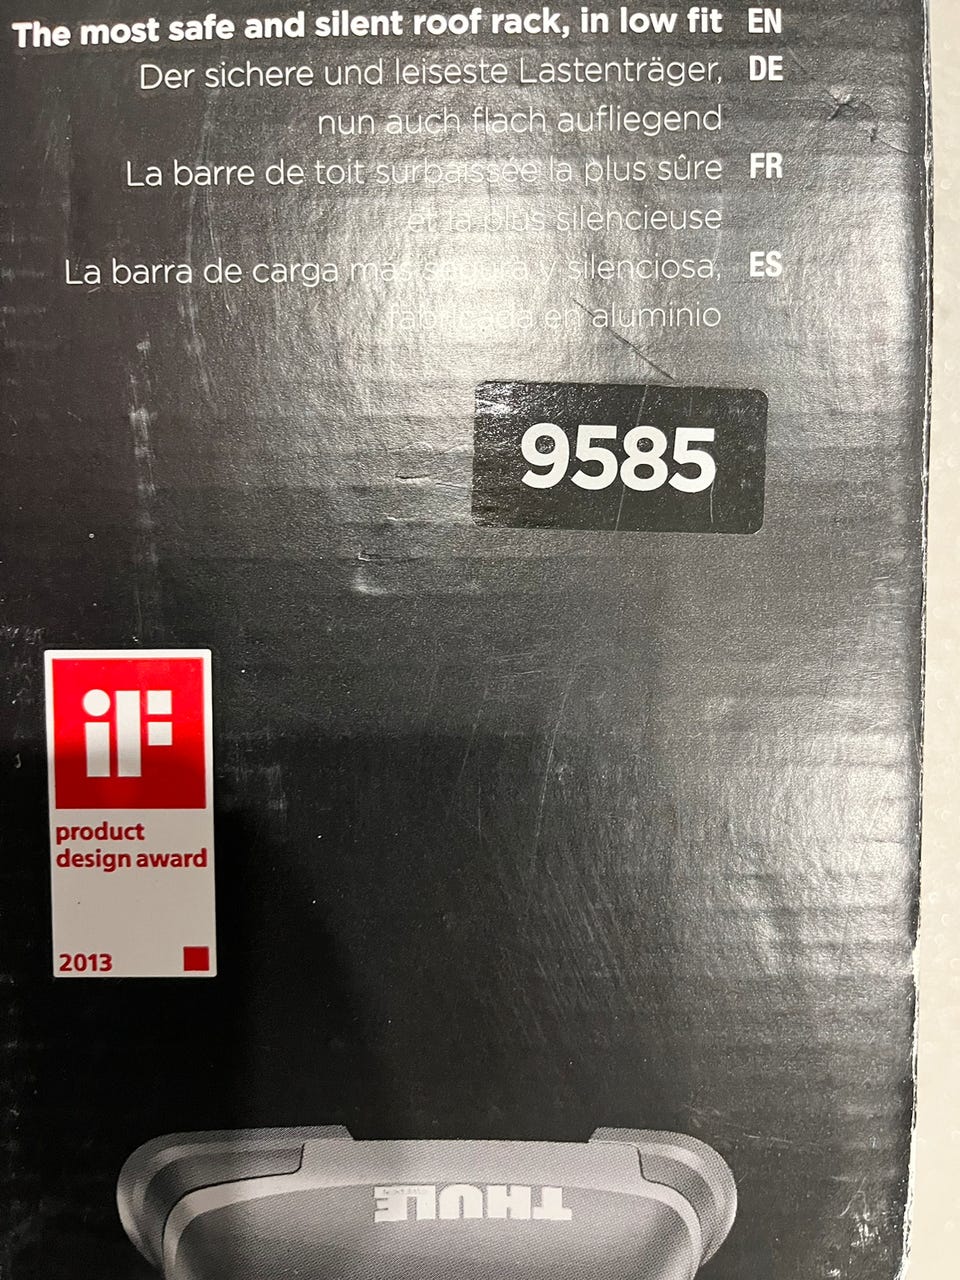 The most safe and silent roof rack, in low fit EN
Der sichere und leiseste Lastenträger, DE
nun auch flach aufliegend
La barre de toit surbaissée la plus sûre FR
et la plus silencieuse
La barra de carga más segura y silenciosa, ES
fabricada en aluminio
9585
iF
product
design award
2013
THULE